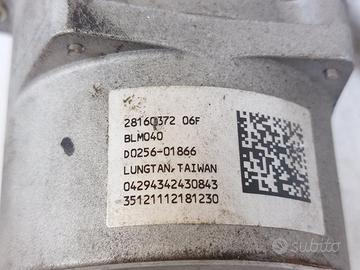 28160372 06F
BLM040
D0256-01866
LUNGTAN, TAIWAN
04294342430843
35121112181230
subito